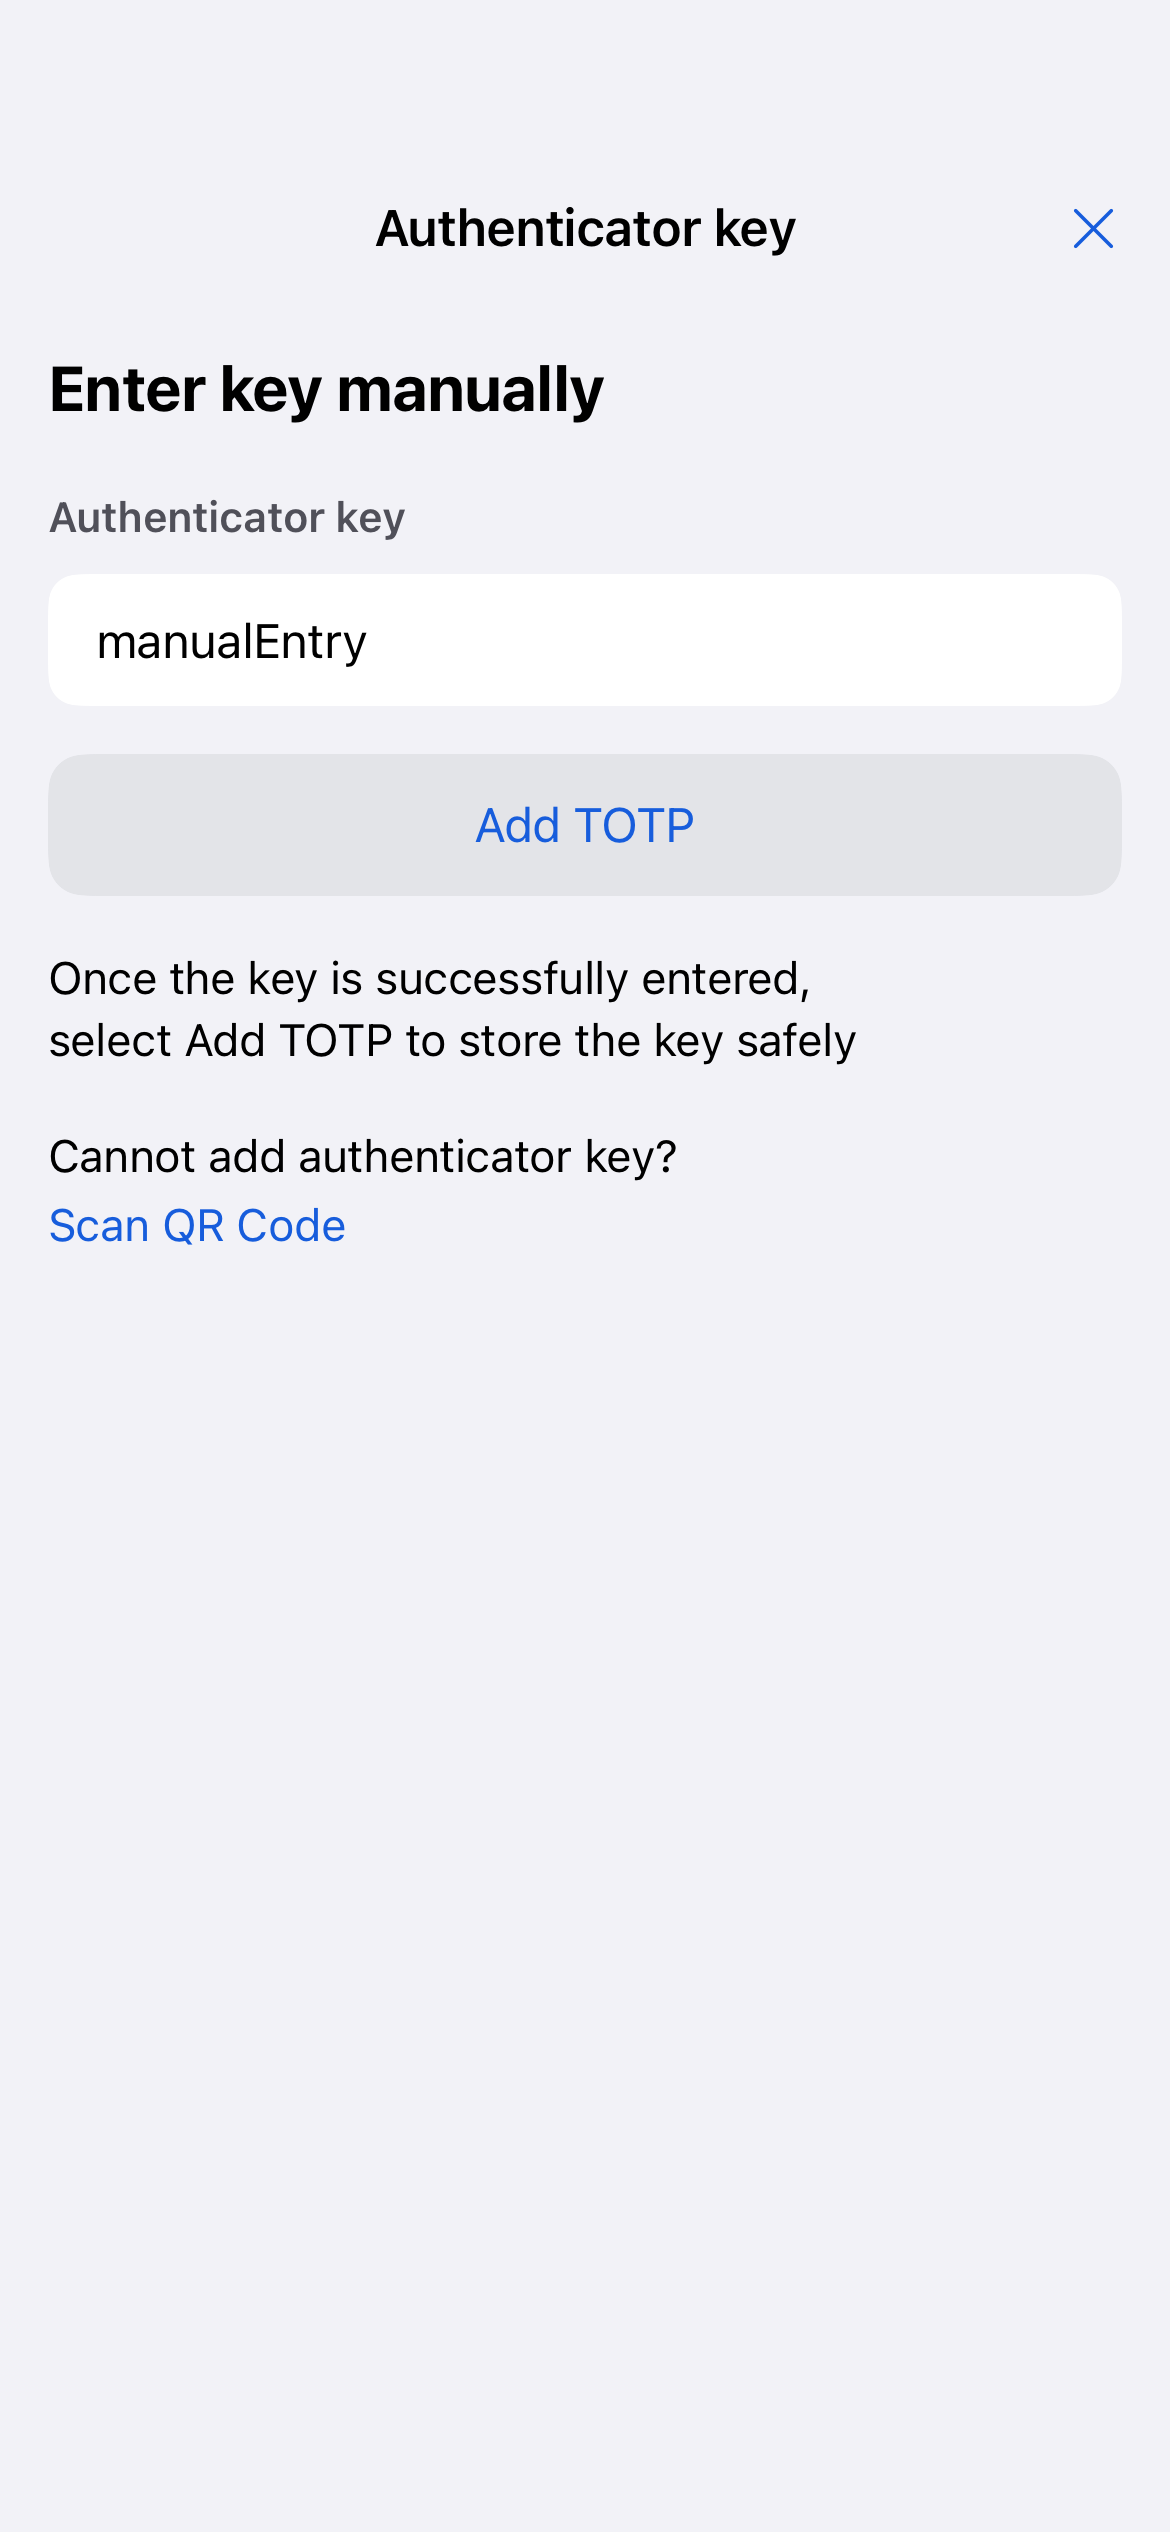 Authenticator key
Enter key manually
Authenticator key
manualEntry
Add TOTP
Once the key is successfully entered,
select Add TOTP to store the key safely
Cannot add authenticator key?
Scan QR Code